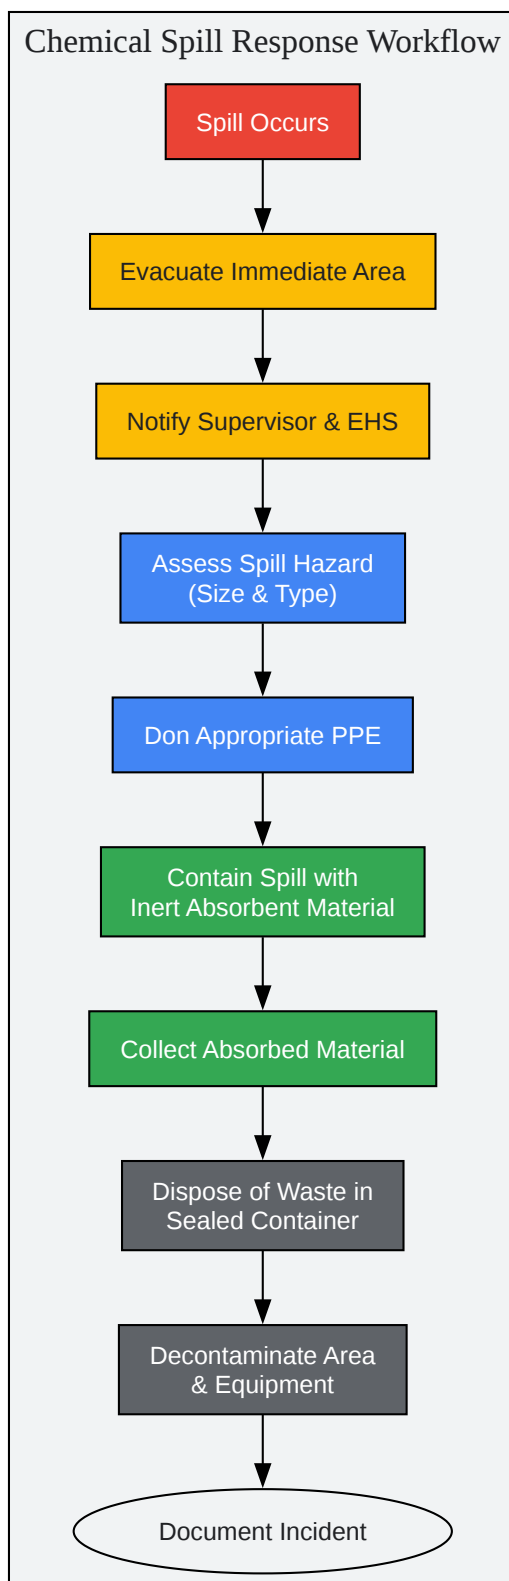 Chemical Spill Response Workflow
Spill Occurs
Evacuate Immediate Area
Notify Supervisor & EHS
Assess Spill Hazard
(Size & Type)
Don Appropriate PPE
Contain Spill with
Inert Absorbent Material
Collect Absorbed Material
Dispose of Waste in
Sealed Container
Decontaminate Area
& Equipment
Document Incident